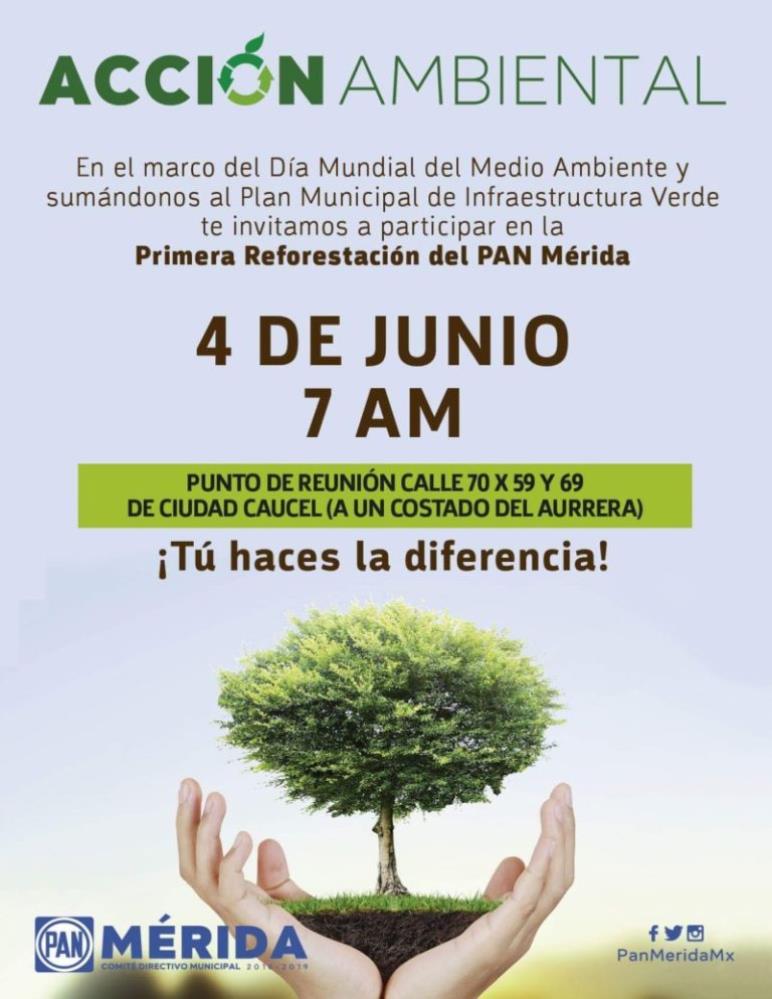 ACCIÓN AMBIENTAL
En el marco del Día Mundial del Medio Ambiente y
sumándonos al Plan Municipal de Infraestructura Verde
te invitamos a participar en la
Primera Reforestación del PAN Mérida
4 DE JUNIO
7 AM
PUNTO DE REUNIÓN CALLE 70 X 59 Y 69
DE CIUDAD CAUCEL (A UN COSTADO DEL AURRERA)
¡Tú haces la diferencia!
PAN MÉRIDA
COMITÉ DIRECTIVO MUNICIPAL 2016-2019
PanMeridaMx